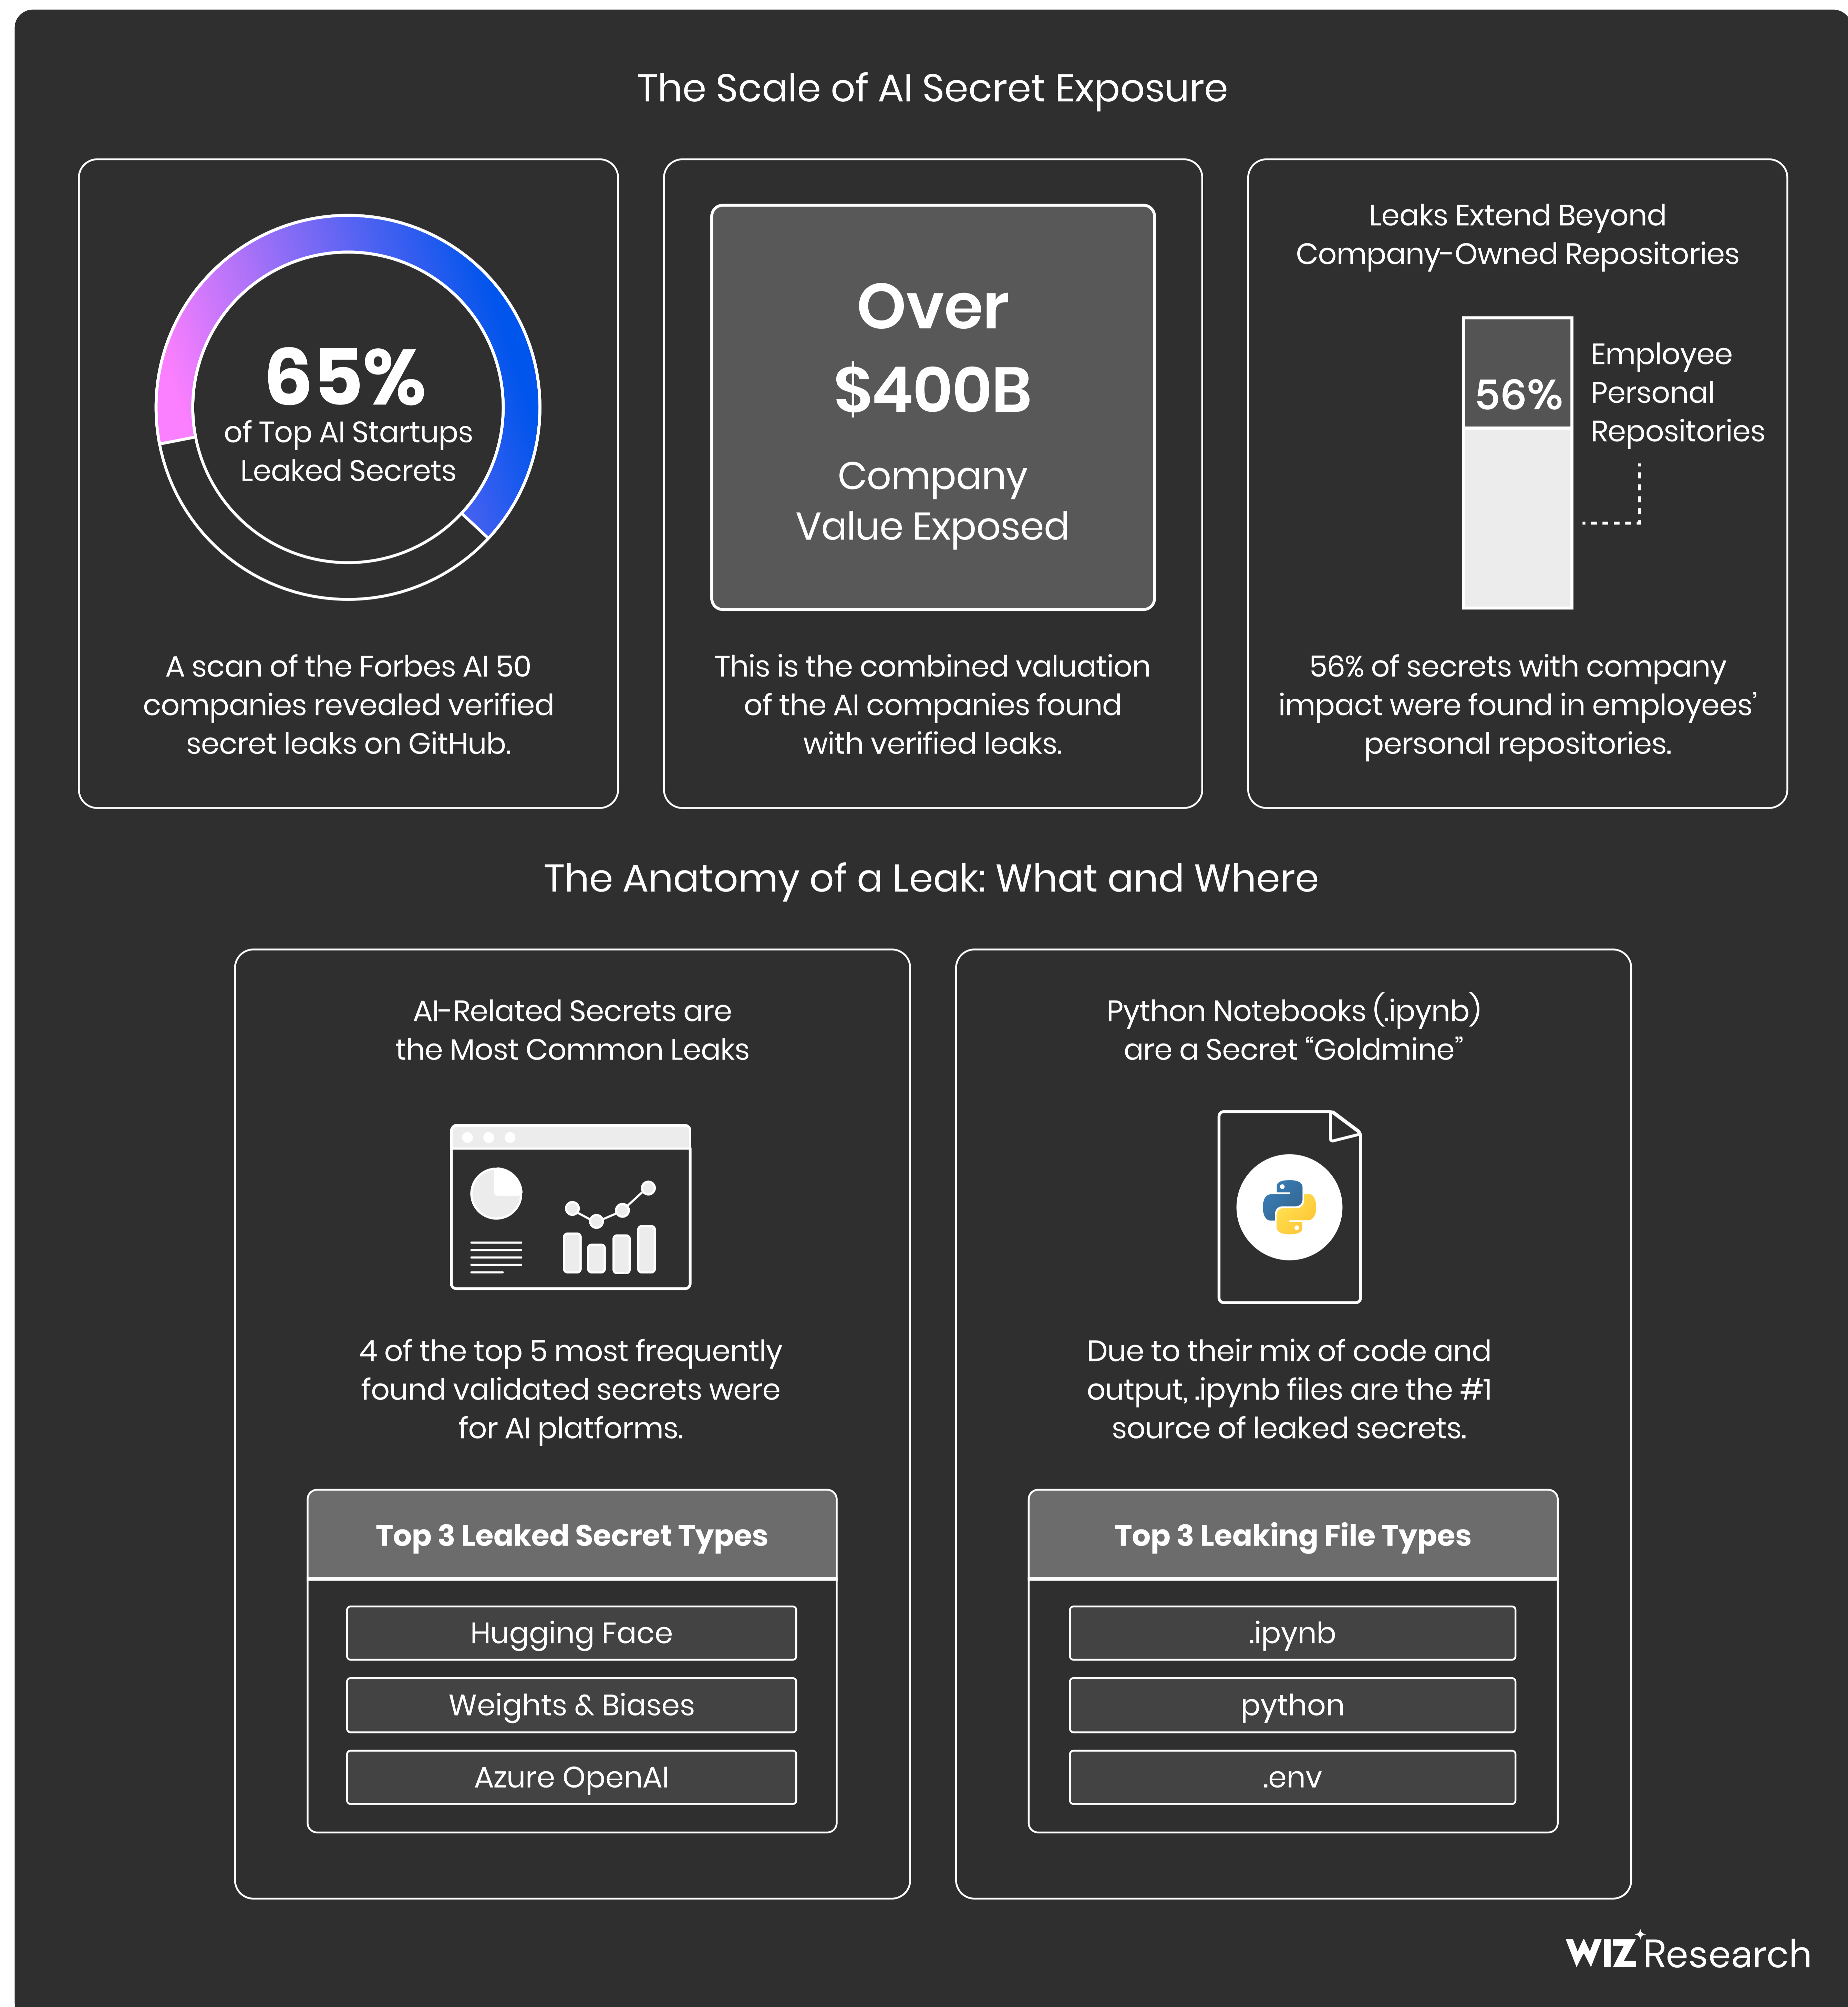 The Scale of AI Secret Exposure
65%
of Top AI Startups
Leaked Secrets
A scan of the Forbes AI 50
companies revealed verified
secret leaks on GitHub.
Over
$400B
Company
Value Exposed
This is the combined valuation
of the AI companies found
with verified leaks.
Leaks Extend Beyond
Company-Owned Repositories
56%
Employee
Personal
Repositories
56% of secrets with company
impact were found in employees’
personal repositories.
The Anatomy of a Leak: What and Where
AI-Related Secrets are
the Most Common Leaks
4 of the top 5 most frequently
found validated secrets were
for AI platforms.
Top 3 Leaked Secret Types
Hugging Face
Weights & Biases
Azure OpenAI
Python Notebooks (.ipynb)
are a Secret “Goldmine”
Due to their mix of code and
output, .ipynb files are the #1
source of leaked secrets.
Top 3 Leaking File Types
.ipynb
python
.env
WIZ Research